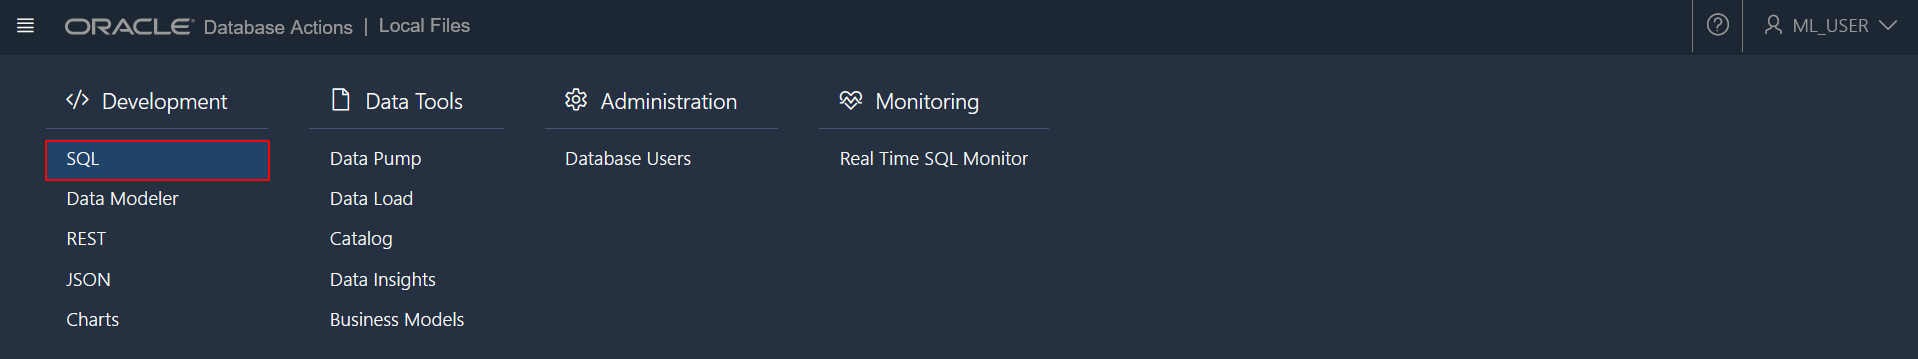 ORACLE Database Actions | Local Files
ML_USER
Development
SQL
Data Modeler
REST
JSON
Charts
Data Tools
Data Pump
Data Load
Catalog
Data Insights
Business Models
Administration
Database Users
Monitoring
Real Time SQL Monitor